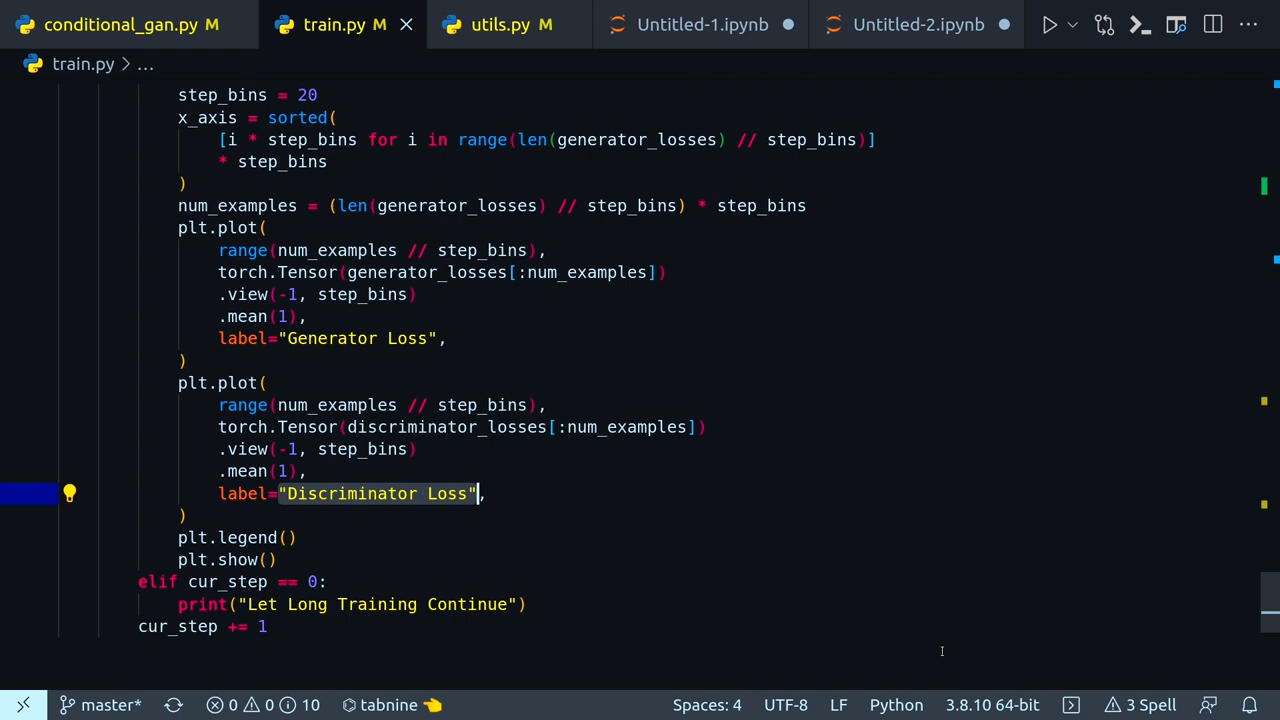 conditional_gan.py M train.py M utils.py M Untitled-1.ipynb Untitled-2.ipynb
train.py > ...
step_bins = 20
x_axis = sorted(
[i * step_bins for i in range(len(generator_losses) // step_bins)]
* step_bins
)
num_examples = (len(generator_losses) // step_bins) * step_bins
plt.plot(
range(num_examples // step_bins),
torch.Tensor(generator_losses[:num_examples])
.view(-1, step_bins)
.mean(1),
label="Generator Loss",
)
plt.plot(
range(num_examples // step_bins),
torch.Tensor(discriminator_losses[:num_examples])
.view(-1, step_bins)
.mean(1),
label="Discriminator Loss",
)
plt.legend()
plt.show()
elif cur_step == 0:
print("Let Long Training Continue")
cur_step += 1
master* 0 0 10 tabnine Spaces: 4 UTF-8 LF Python 3.8.10 64-bit 3 Spell